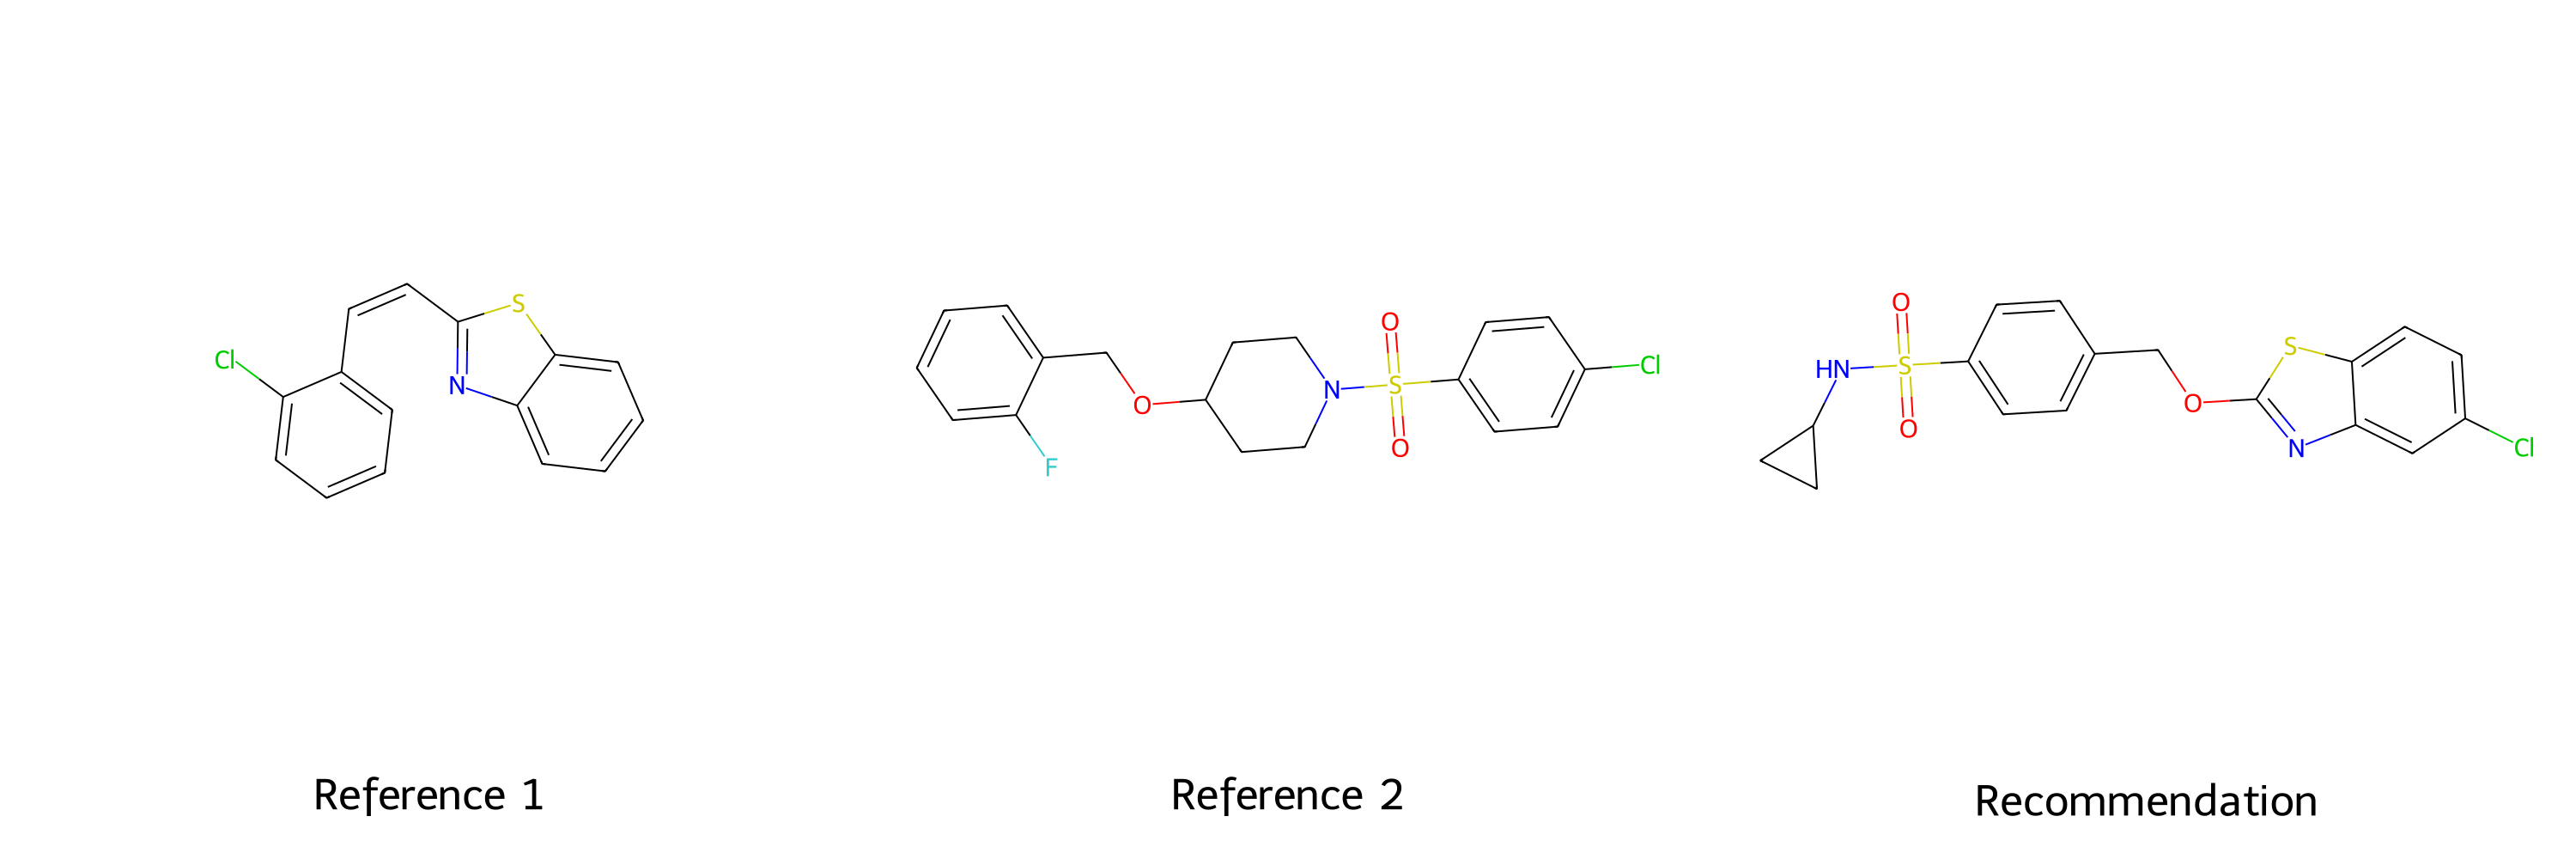 Cl
S
N
F
O
N
O
S
O
Cl
HN
O
S
O
O
S
N
Cl
Reference 1
Reference 2
Recommendation